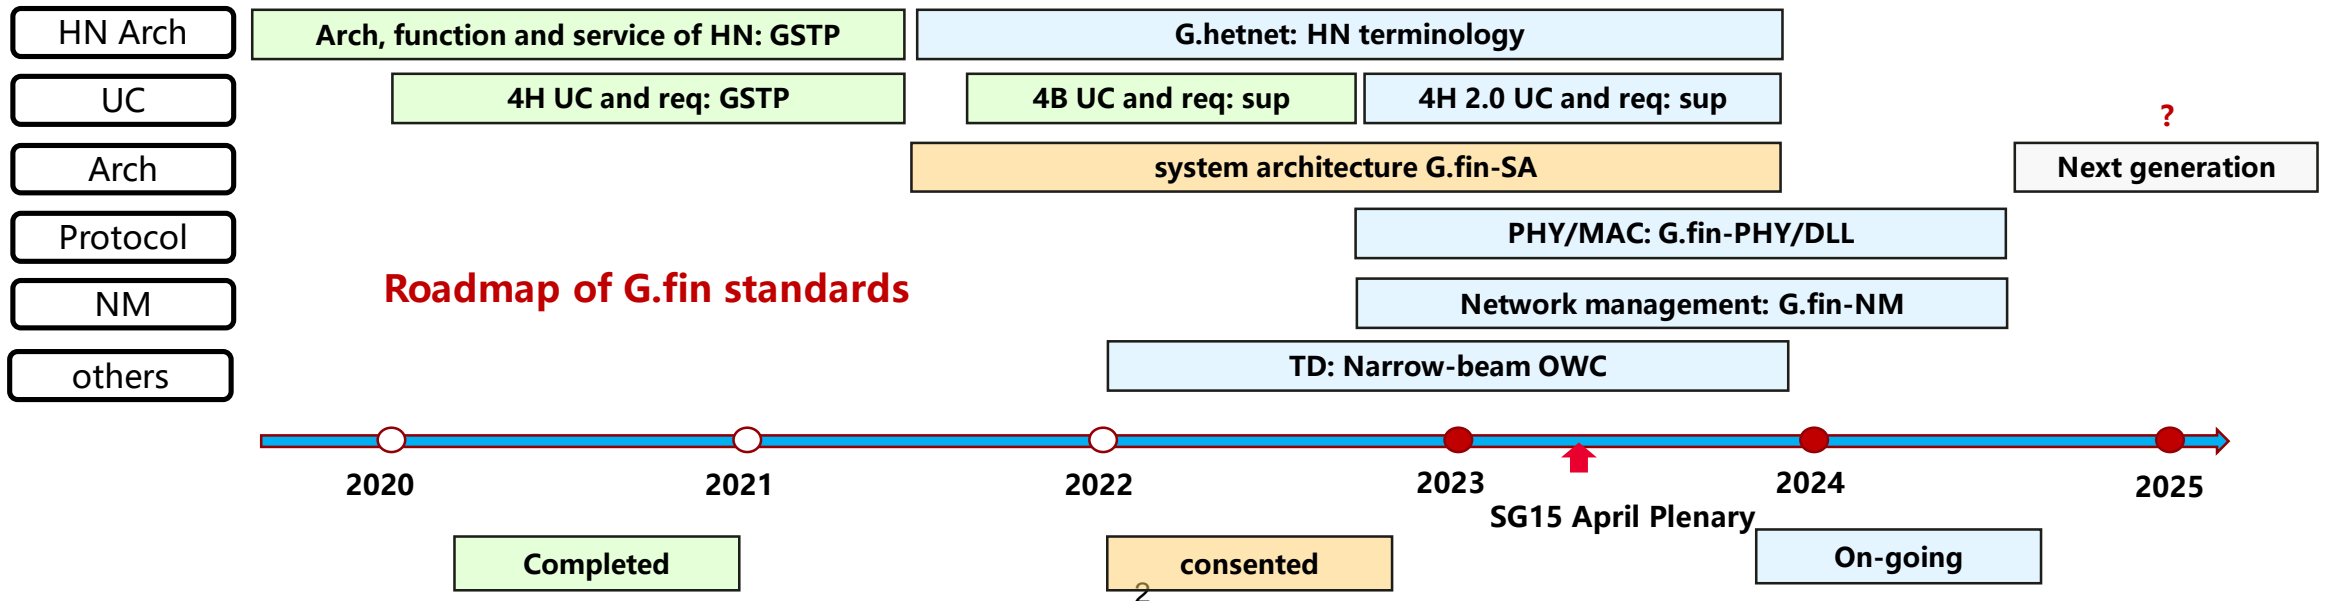 HN Arch
Arch, function and service of HN: GSTP
G.hetnet: HN terminology
UC
4H UC and req: GSTP
4B UC and req: sup
4H 2.0 UC and req: sup
?
Arch
system architecture G.fin-SA
Next generation
Protocol
PHY/MAC: G.fin-PHY/DLL
Roadmap of G.fin standards
NM
Network management: G.fin-NM
others
TD: Narrow-beam OWC
2020
2021
2022
2023
2024
2025
SG15 April Plenary
Completed
consented
On-going
2